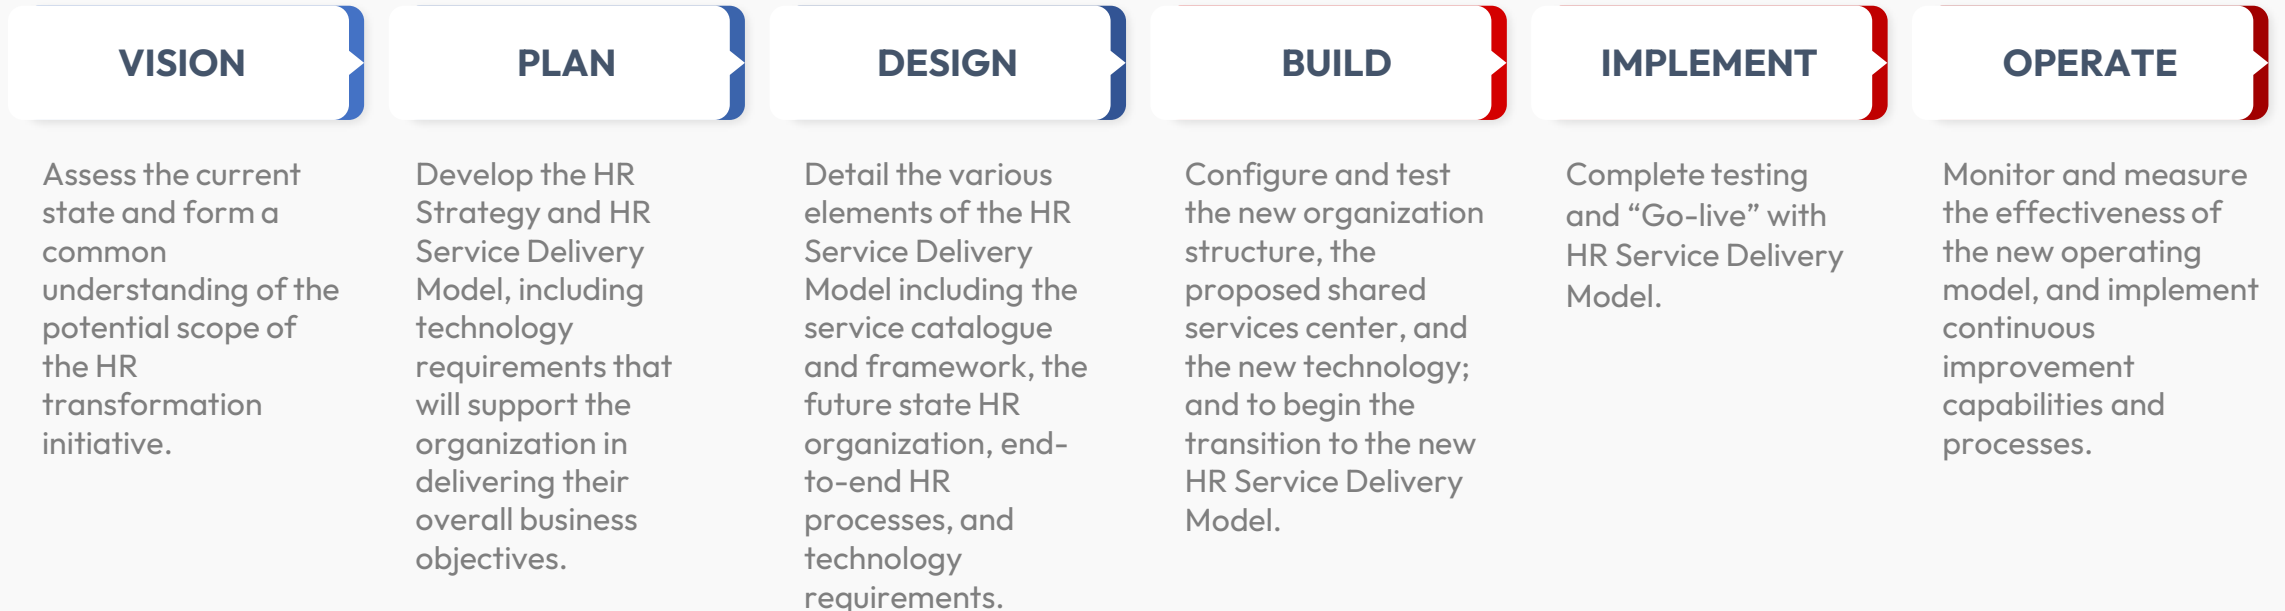 VISION
Assess the current
state and form a
common
understanding of the
potential scope of
the HR
transformation
initiative.
PLAN
Develop the HR
Strategy and HR
Service Delivery
Model, including
technology
requirements that
will support the
organization in
delivering their
overall business
objectives.
DESIGN
Detail the various
elements of the HR
Service Delivery
Model including the
service catalogue
and framework, the
future state HR
organization, end-
to-end HR
processes, and
technology
requirements.
BUILD
Configure and test
the new organization
structure, the
proposed shared
services center, and
the new technology;
and to begin the
transition to the new
HR Service Delivery
Model.
IMPLEMENT
Complete testing
and “Go-live” with
HR Service Delivery
Model.
OPERATE
Monitor and measure
the effectiveness of
the new operating
model, and implement
continuous
improvement
capabilities and
processes.